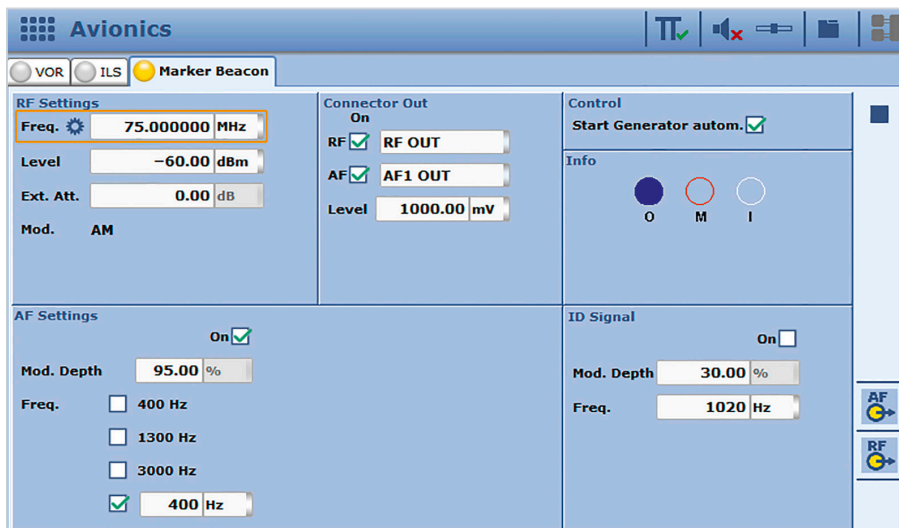 Avionics
VOR ILS Marker Beacon
RF Settings
Freq. 75.000000 MHz
Level −60.00 dBm
Ext. Att. 0.00 dB
Mod. AM
Connector Out
On
RF RF OUT
AF AF1 OUT
Level 1000.00 mV
Control
Start Generator autom.
Info
O M I
AF Settings
On
Mod. Depth 95.00 %
Freq. 400 Hz
1300 Hz
3000 Hz
400 Hz
ID Signal
On
Mod. Depth 30.00 %
Freq. 1020 Hz
AF
RF